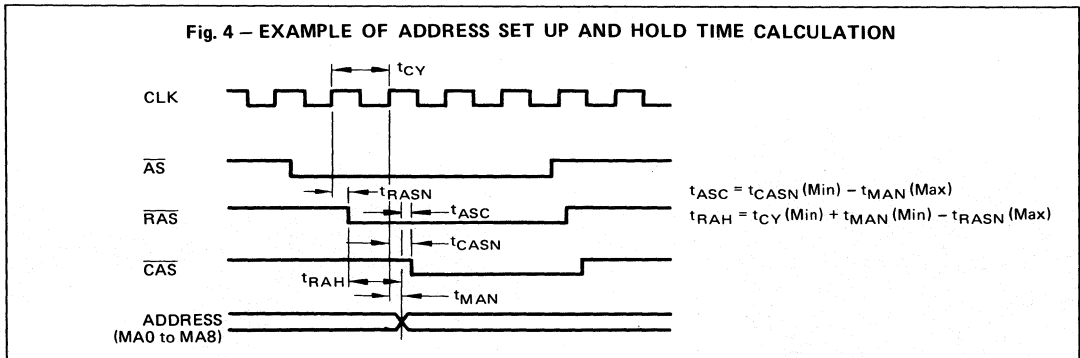 Fig. 4 – EXAMPLE OF ADDRESS SET UP AND HOLD TIME CALCULATION
tCY
CLK
AS
tRASN
tASC = tCASN (Min) – tMAN (Max)
RAS
tASC
tRAH = tCY (Min) + tMAN (Min) – tRASN (Max)
tCASN
CAS
tRAH
tMAN
ADDRESS
(MA0 to MA8)